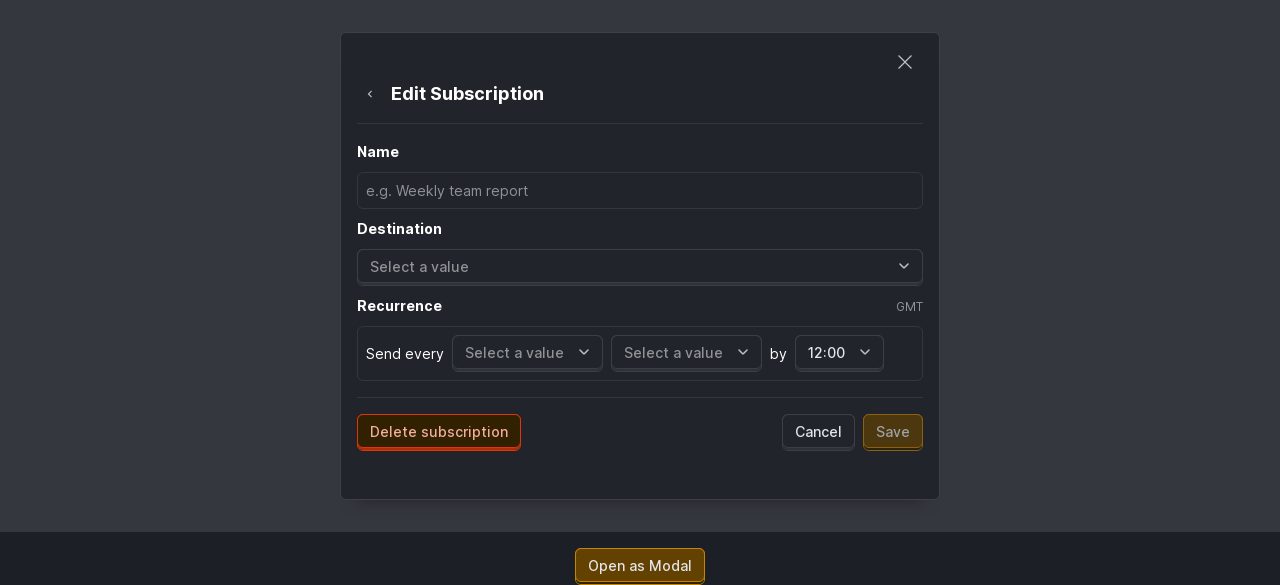 Edit Subscription
Name
e.g. Weekly team report
Destination
Select a value
Recurrence GMT
Send every Select a value Select a value by 12:00
Delete subscription Cancel Save
Open as Modal